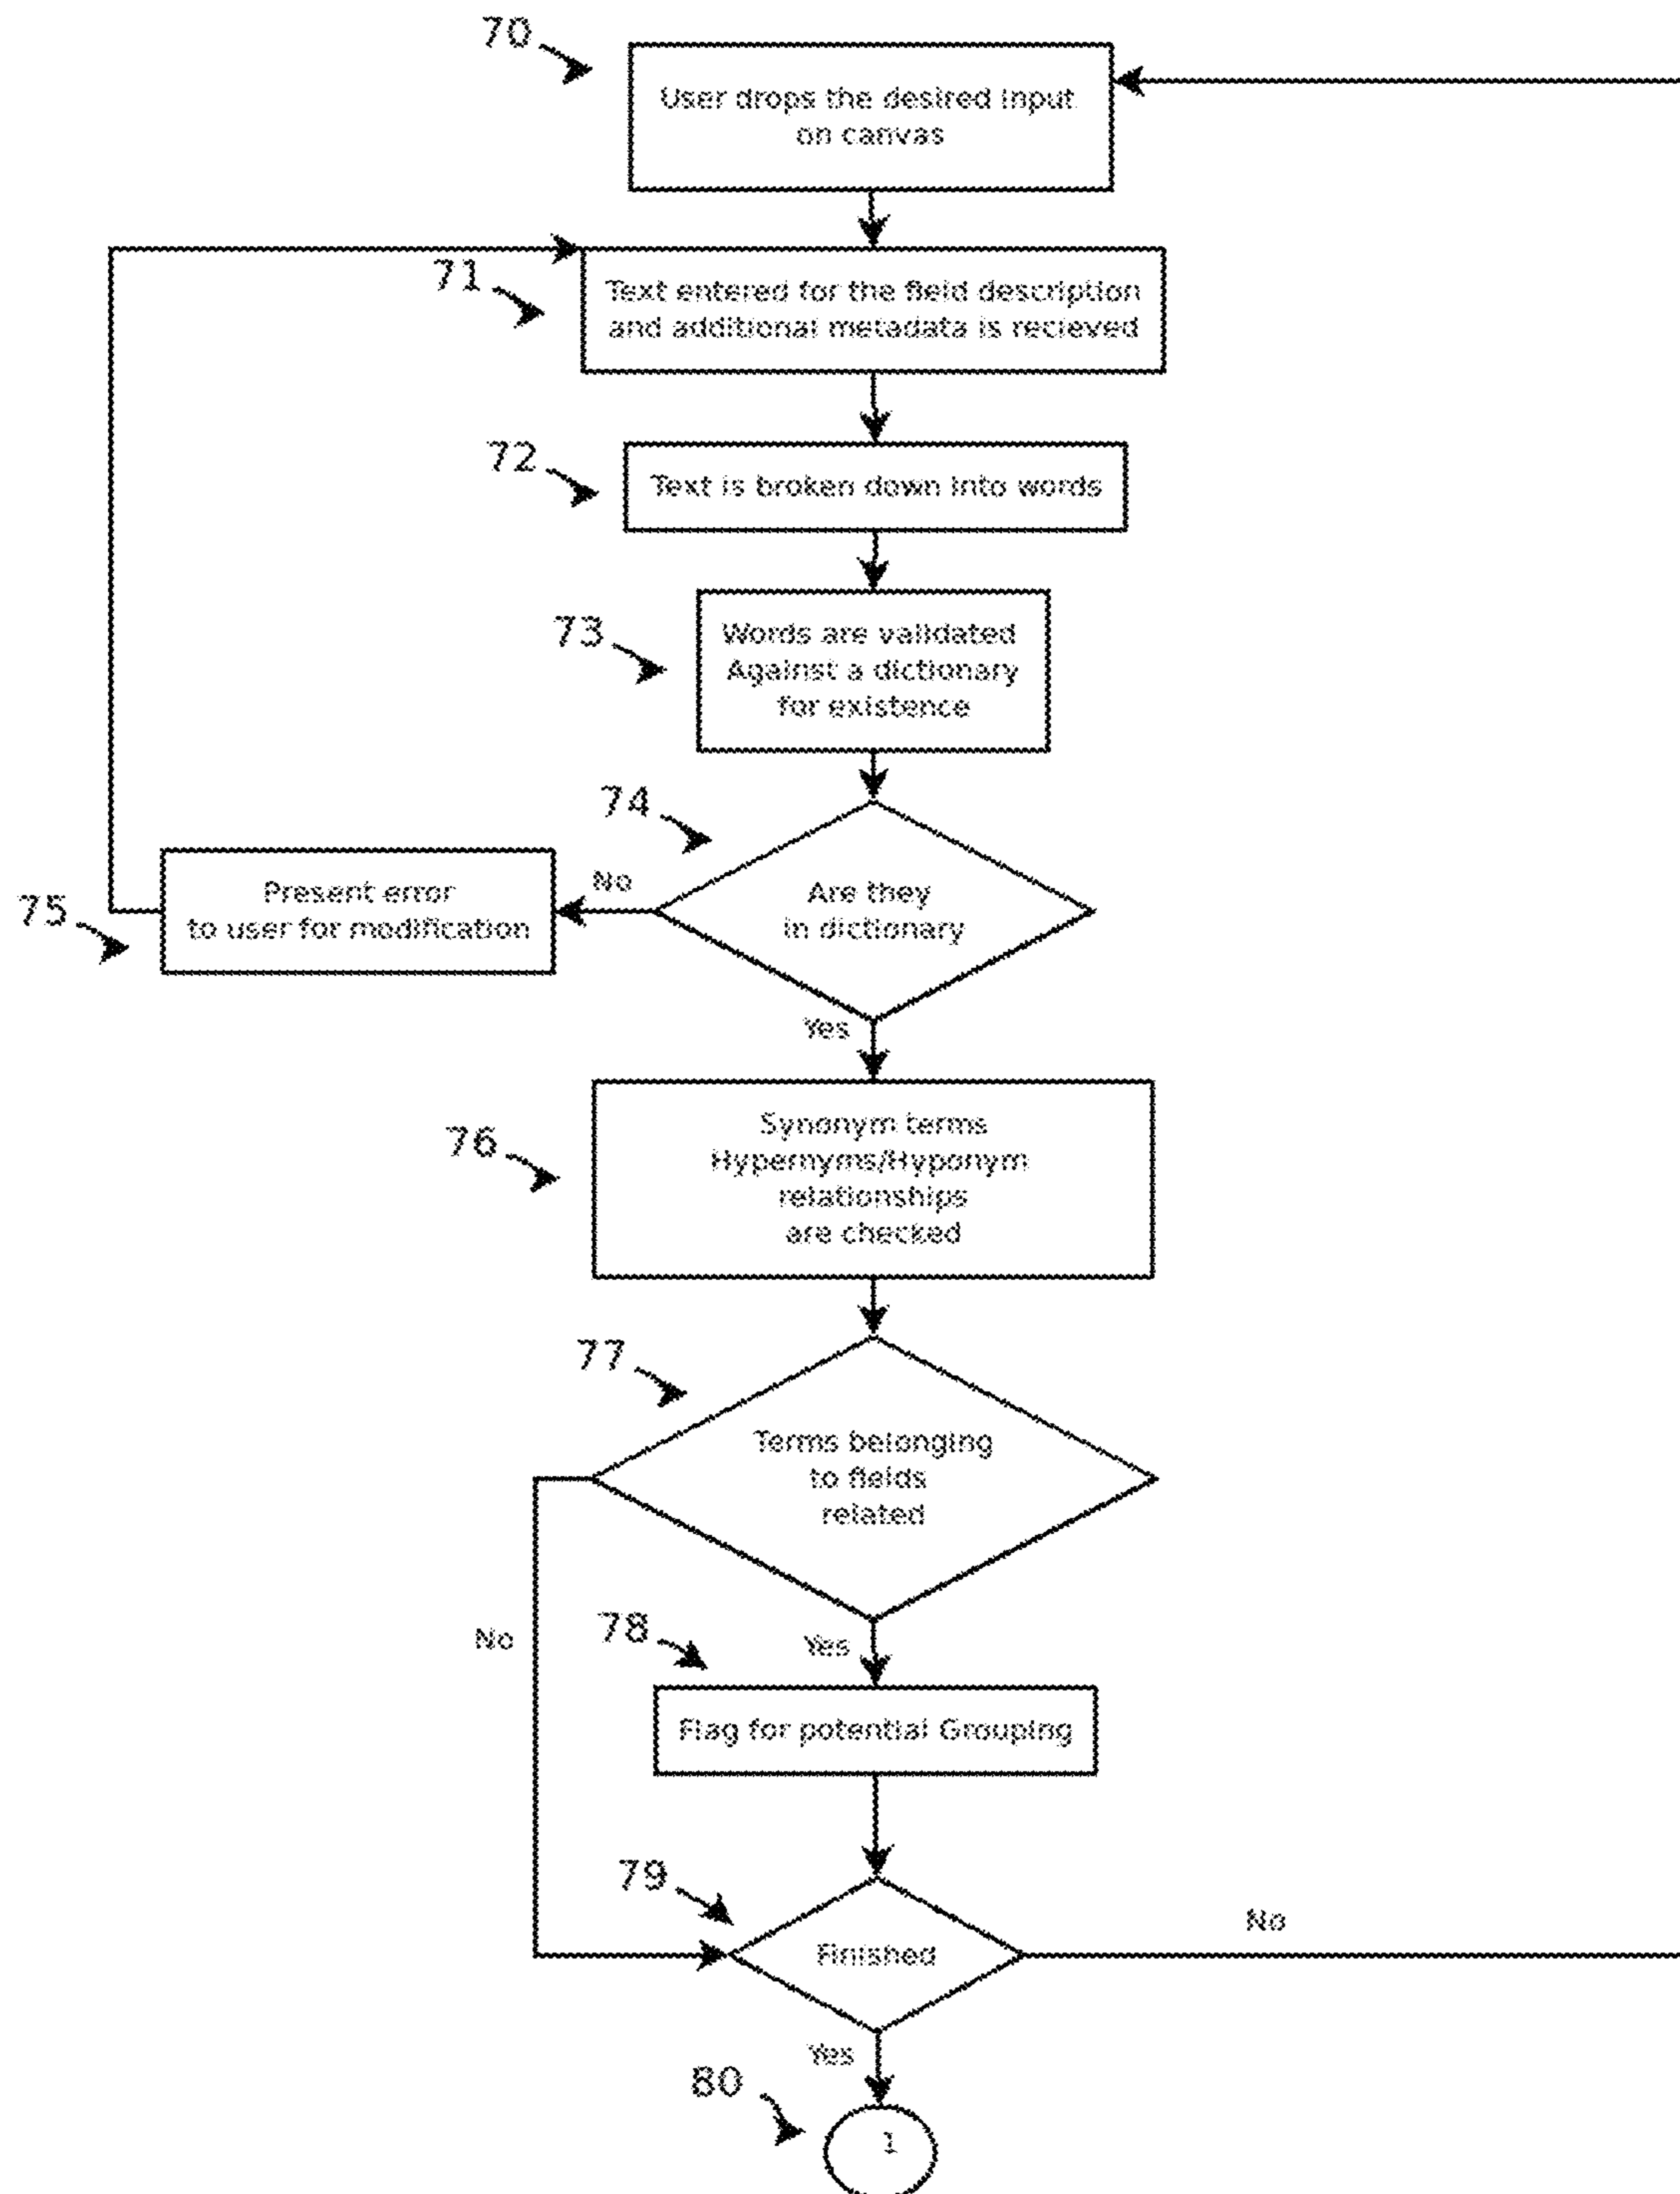 70
User drops the desired input
on canvas
71
Text entered for the field description
and additional metadata is recieved
72
Text is broken down into words
73
Words are validated
Against a dictionary
for existence
74
Are they
in dictionary
No
Present error
to user for modification
75
Yes
76
Synonym terms
Hypernyms/Hyponym
relationships
are checked
77
Terms belonging
to fields
related
No
78
Yes
Flag for potential Grouping
79
Finished
No
Yes
80
1